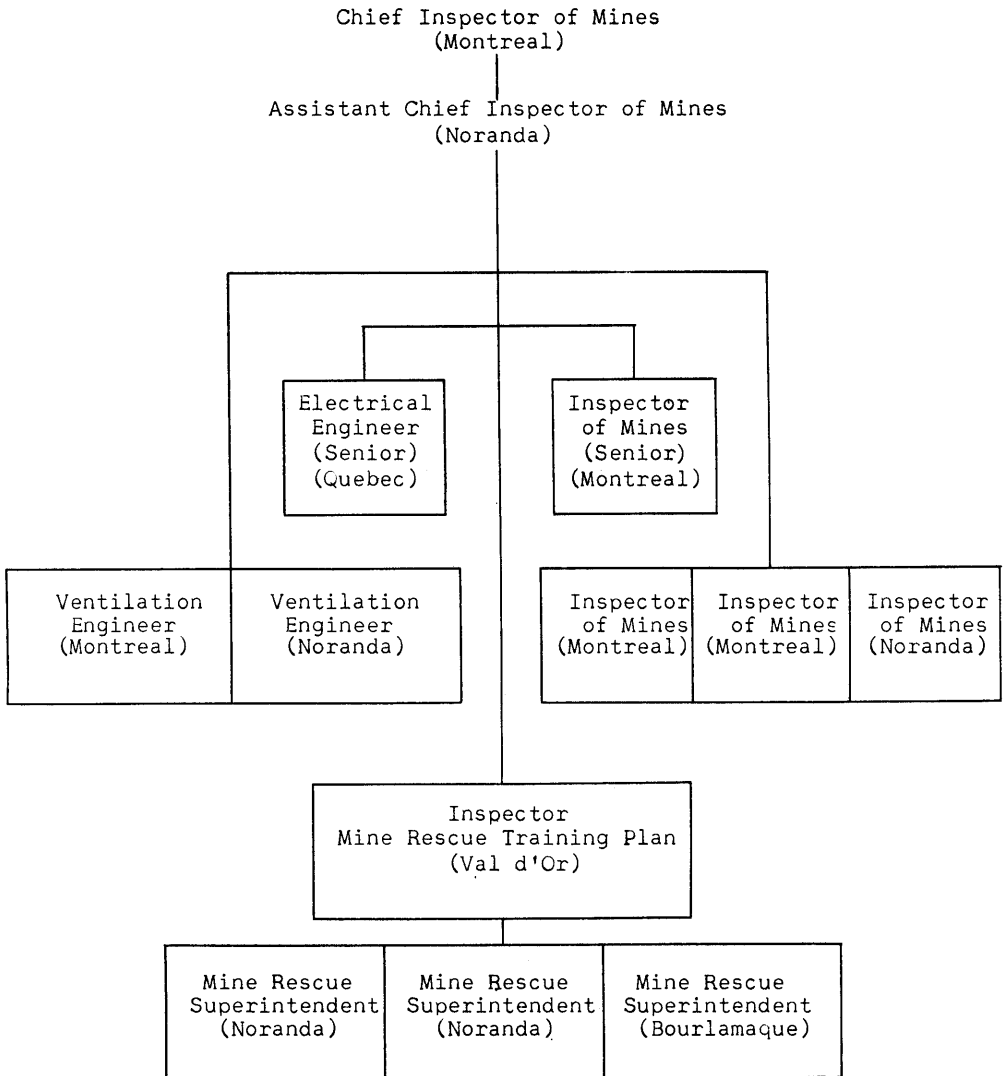 Chief Inspector of Mines
(Montreal)
Assistant Chief Inspector of Mines
(Noranda)
Electrical
Engineer
(Senior)
(Quebec)
Inspector
of Mines
(Senior)
(Montreal)
Ventilation
Engineer
(Montreal)
Ventilation
Engineer
(Noranda)
Inspector
of Mines
(Montreal)
Inspector
of Mines
(Montreal)
Inspector
of Mines
(Noranda)
Inspector
Mine Rescue Training Plan
(Val d'Or)
Mine Rescue
Superintendent
(Noranda)
Mine Rescue
Superintendent
(Noranda)
Mine Rescue
Superintendent
(Bourlamaque)